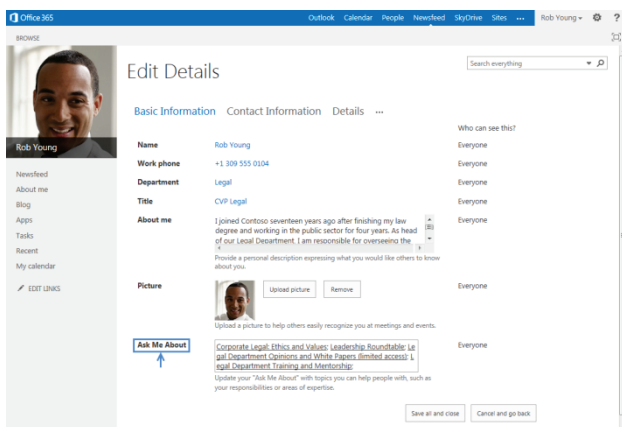 Office 365
Outlook Calendar People Newsfeed SkyDrive Sites ••• Rob Young ?
BROWSE
Edit Details
Search everything
Basic Information Contact Information Details •••
Who can see this?
Rob Young
Name Rob Young Everyone
Work phone +1 309 555 0104 Everyone
Newsfeed
Department Legal Everyone
About me
Title CVP Legal Everyone
Blog
Apps
Tasks
Recent
My calendar
EDIT LINKS
About me I joined Contoso seventeen years ago after finishing my law Everyone
degree and working in the public sector for four years. As head
of our Legal Department, I am responsible for overseeing the
Provide a personal description expressing what you would like others to know
about you.
Picture Upload picture Remove Everyone
Upload a picture to help others easily recognize you at meetings and events.
Ask Me About Corporate Legal; Ethics and Values; Leadership Roundtable; Le Everyone
gal Department Opinions and White Papers (limited access); L
egal Department Training and Mentorship;
Update your "Ask Me About" with topics you can help people with, such as
your responsibilities or areas of expertise.
Save all and close Cancel and go back